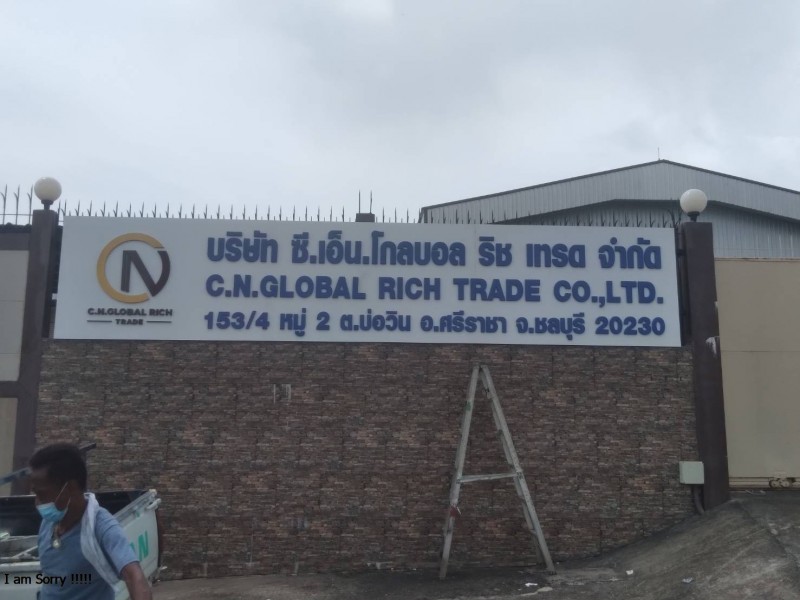 บริษัท ซี.เอ็น.โกลบอล ริช เทรด จำกัด
C.N.GLOBAL RICH TRADE CO.,LTD.
153/4 หมู่ 2 ต.บ่อวิน อ.ศรีราชา จ.ชลบุรี 20230
CN
C.N.GLOBAL RICH
TRADE
I am Sorry !!!!!